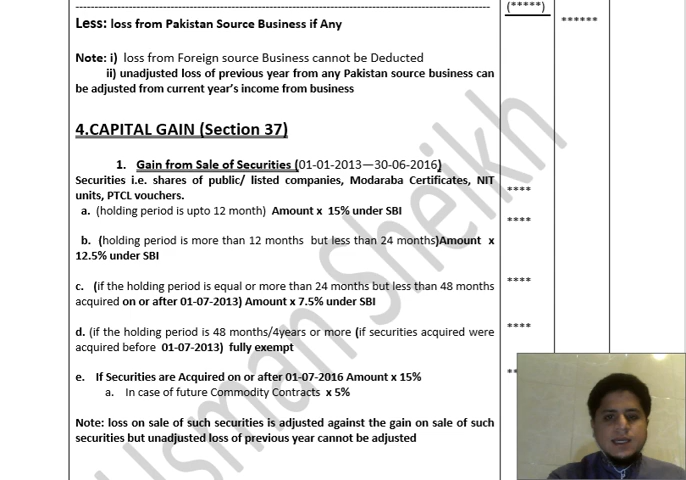 (*****)
Less: loss from Pakistan Source Business if Any
******
Note: i) loss from Foreign source Business cannot be Deducted
ii) unadjusted loss of previous year from any Pakistan source business can
be adjusted from current year's income from business
4.CAPITAL GAIN (Section 37)
1. Gain from Sale of Securities (01-01-2013—30-06-2016)
Securities i.e. shares of public/ listed companies, Modaraba Certificates, NIT
units, PTCL vouchers.
****
a. (holding period is upto 12 month) Amount x 15% under SBI
****
b. (holding period is more than 12 months but less than 24 months)Amount x
12.5% under SBI
c. (if the holding period is equal or more than 24 months but less than 48 months
acquired on or after 01-07-2013) Amount x 7.5% under SBI
****
d. (if the holding period is 48 months/4years or more (if securities acquired were
acquired before 01-07-2013) fully exempt
****
e. If Securities are Acquired on or after 01-07-2016 Amount x 15%
**
a. In case of future Commodity Contracts x 5%
Note: loss on sale of such securities is adjusted against the gain on sale of such
securities but unadjusted loss of previous year cannot be adjusted
Usman Sheikh